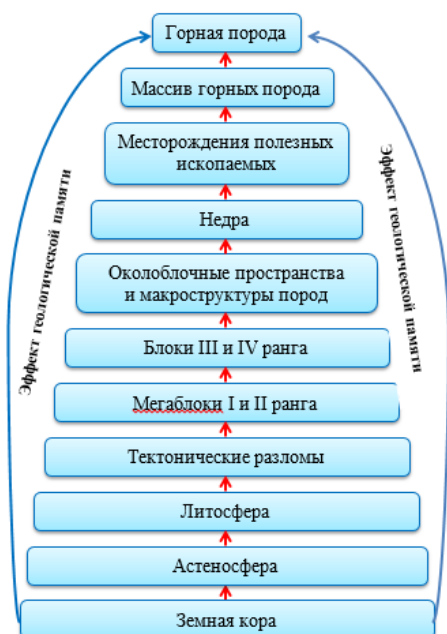 Горная порода
Массив горных порода
Месторождения полезных
ископаемых
Недра
Околоблочные пространства
и макроструктуры пород
Блоки III и IV ранга
Мегаблоки I и II ранга
Тектонические разломы
Литосфера
Астеносфера
Земная кора
Эффект геологической памяти
Эффект геологической памяти